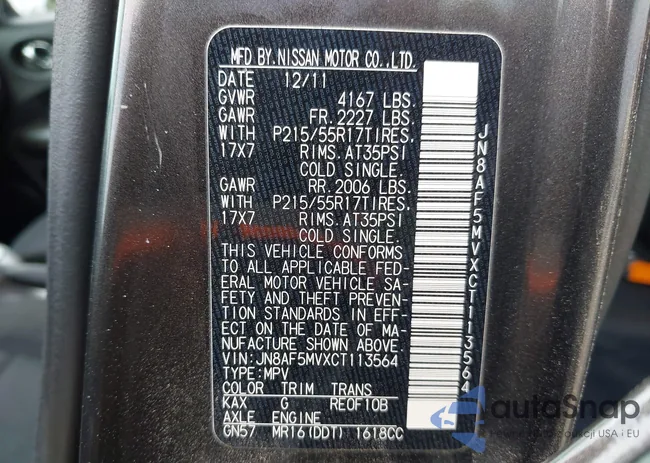 MFD BY.NISSAN MOTOR CO.,LTD.
DATE 12/11
GVWR 4167 LBS.
GAWR FR. 2227 LBS.
WITH P215/55R17TIRES,
17X7 RIMS. AT35PSI
COLD SINGLE.
GAWR RR. 2006 LBS.
WITH P215/55R17TIRES,
17X7 RIMS. AT35PSI
COLD SINGLE.
THIS VEHICLE CONFORMS
TO ALL APPLICABLE FED-
ERAL MOTOR VEHICLE SA-
FETY AND THEFT PREVEN-
TION STANDARDS IN EFF-
ECT ON THE DATE OF MA-
NUFACTURE SHOWN ABOVE.
VIN:JN8AF5MVXCT113564
TYPE:MPV
COLOR TRIM TRANS
KAX G RE0F10B
AXLE ENGINE
GN57 MR16(DDT) 1618CC
JN8AF5MVXCT113564
autoSnap
USA i EU